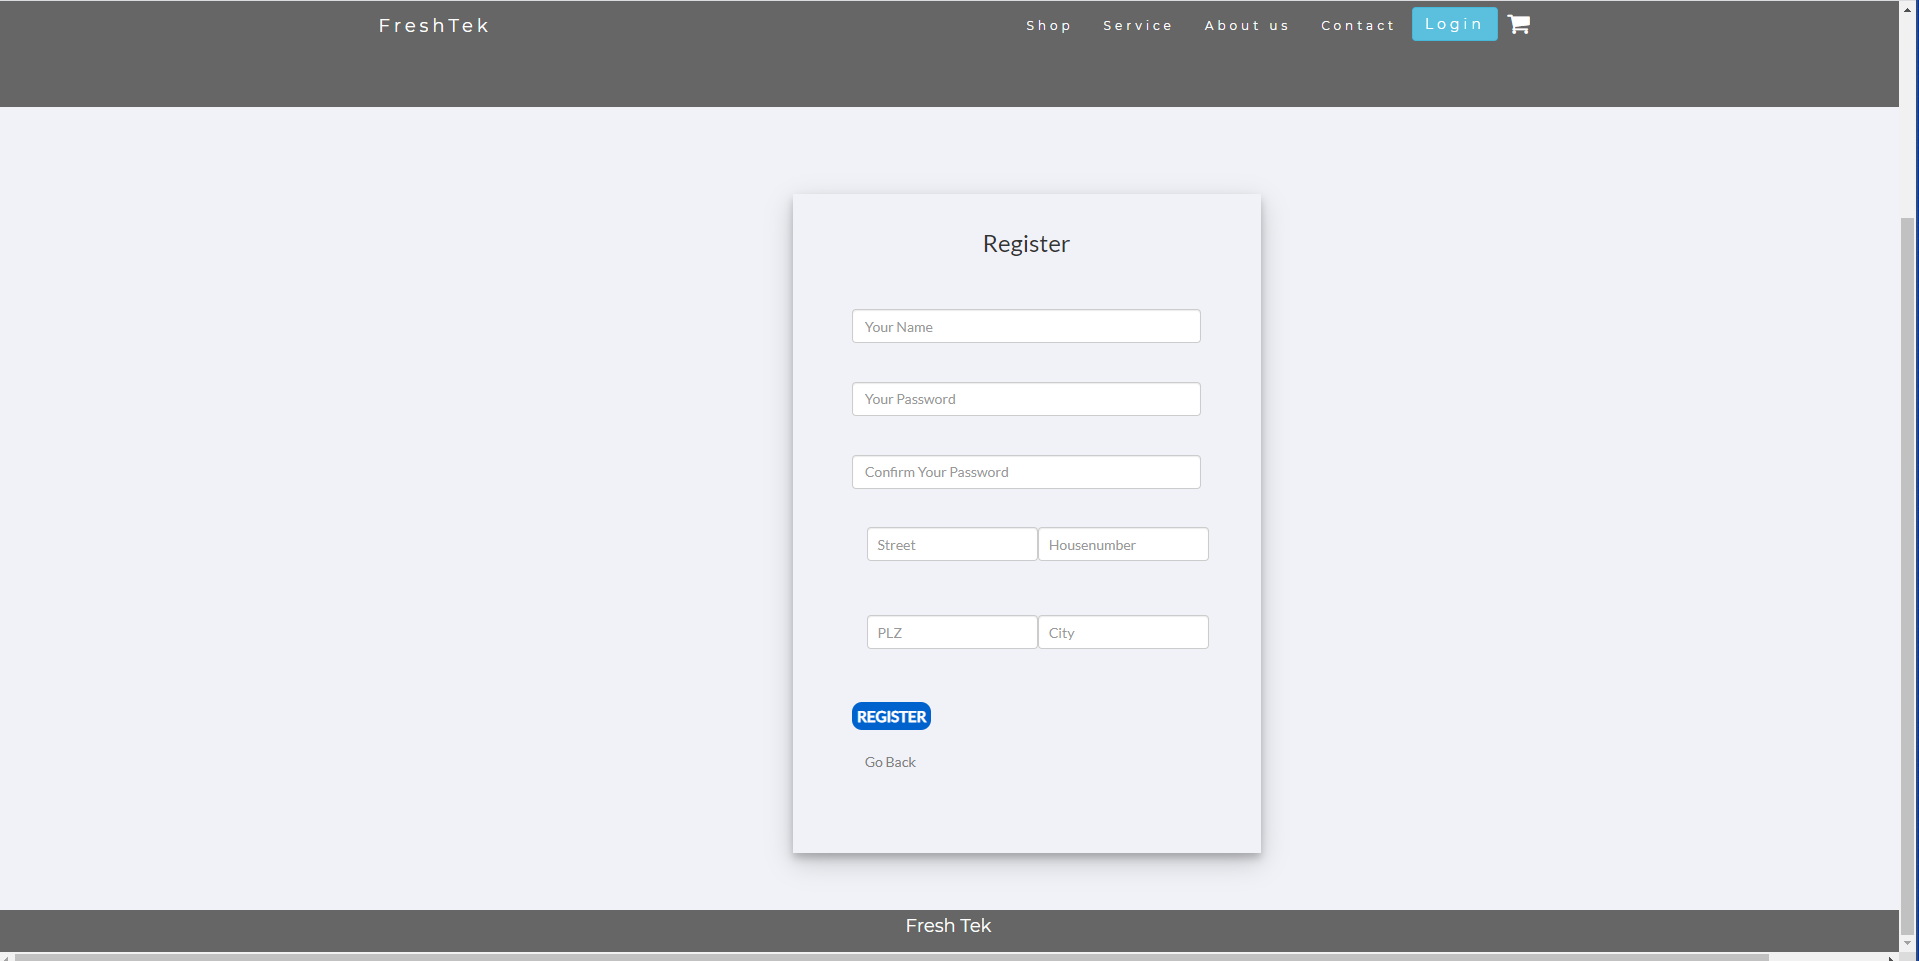 FreshTek Shop Service About us Contact Login
Register
Your Name
Your Password
Confirm Your Password
Street Housenumber
PLZ City
REGISTER
Go Back
Fresh Tek